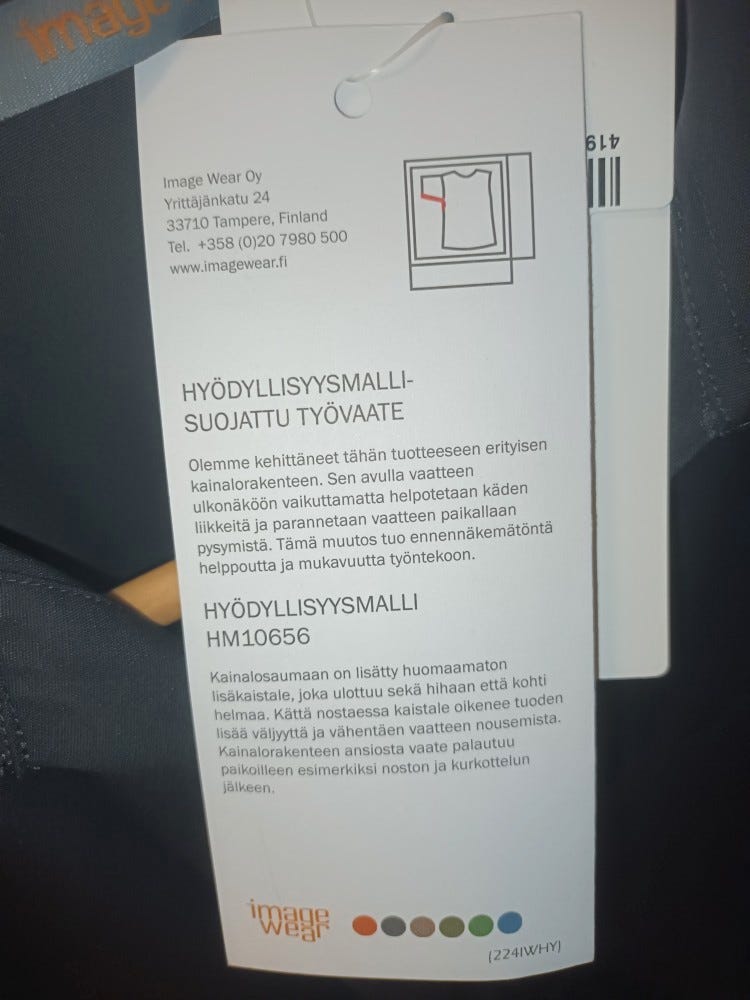 image
419
Image Wear Oy
Yrittäjänkatu 24
33710 Tampere, Finland
Tel. +358 (0)20 7980 500
www.imagewear.fi
HYÖDYLLISYYSMALLI-
SUOJATTU TYÖVAATE
Olemme kehittäneet tähän tuotteeseen erityisen
kainalorakenteen. Sen avulla vaatteen
ulkonäköön vaikuttamatta helpotetaan käden
liikkeitä ja parannetaan vaatteen paikallaan
pysymistä. Tämä muutos tuo ennennäkemätöntä
helppoutta ja mukavuutta työntekoon.
HYÖDYLLISYYSMALLI
HM10656
Kainalosaumaan on lisätty huomaamaton
lisäkaistale, joka ulottuu sekä hihaan että kohti
helmaa. Kättä nostaessa kaistale oikenee tuoden
lisää väljyyttä ja vähentäen vaatteen nousemista.
Kainalorakenteen ansiosta vaate palautuu
paikoilleen esimerkiksi noston ja kurkottelun
jälkeen.
image
wear
(224IWHY)